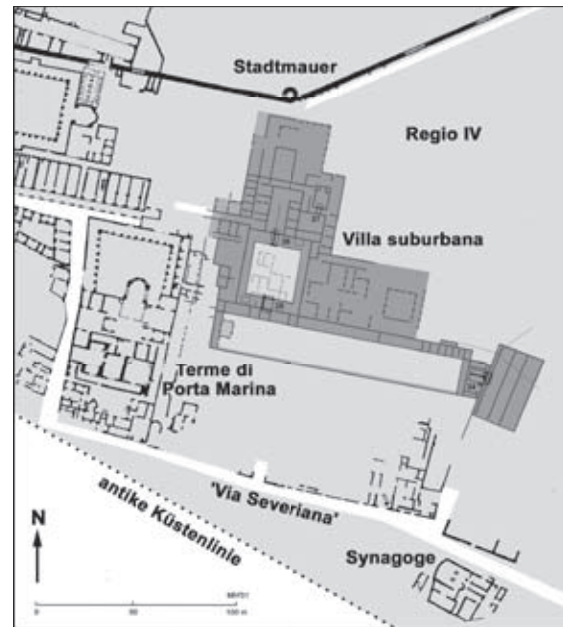 Stadtmauer
Regio IV
Villa suburbana
Terme di
Porta Marina
'Via Severiana'
antike Küstenlinie
N
Synagoge
0
100 m